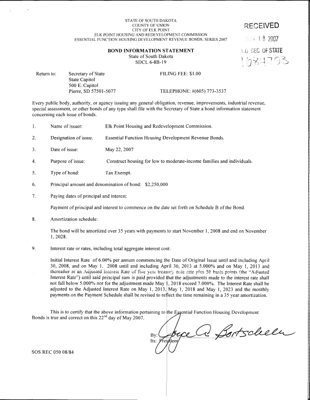 STATE OF SOUTH DAKOTA
COUNTY OF UNION
CITY OF ELK POINT
ELK POINT HOUSING AND REDEVELOPMENT COMMISSION
ESSENTIAL FUNCTION HOUSING DEVELOPMENT REVENUE BONDS, SERIES 2007
RECEIVED
18 2007
SEC. OF STATE
BOND INFORMATION STATEMENT
State of South Dakota
SDCL 6-8B-19
Return to: Secretary of State FILING FEE: $3.00
State Capitol
500 E. Capitol
Pierre, SD 57501-5077 TELEPHONE: #(605) 773-3537
Every public body, authority, or agency issuing any general obligation, revenue, improvements, industrial revenue,
special assessment, or other bonds of any type shall file with the Secretary of State a bond information statement
concerning each issue of bonds.
1. Name of issuer: Elk Point Housing and Redevelopment Commission.
2. Designation of issue. Essential Function Housing Development Revenue Bonds.
3. Date of issue: May 22, 2007
4. Purpose of issue: Construct housing for low to moderate-income families and individuals.
5. Type of bond: Tax Exempt.
6. Principal amount and denomination of bond: $2,250,000
7. Paying dates of principal and interest:
Payment of principal and interest to commence on the date set forth on Schedule B of the Bond.
8. Amortization schedule:
The bond will be amortized over 35 years with payments to start November 1, 2008 and end on November
1, 2028.
9. Interest rate or rates, including total aggregate interest cost:
Initial Interest Rate of 6.00% per annum commencing the Date of Original Issue until and including April
30, 2008, and on May 1, 2008 until and including April 30, 2013 at 5.000% and on May 1, 2013 and
thereafter at an Adjusted Interest Rate of five year treasury note rate plus 59 basis points (the "Adjusted
Interest Rate") until said principal sum is paid provided that the adjustments made to the interest rate shall
not fall below 5.000% nor for the adjustment made May 1, 2018 exceed 7.000%. The Interest Rate shall be
adjusted to the Adjusted Interest Rate on May 1, 2013, May 1, 2018 and May 1, 2023 and the monthly
payments on the Payment Schedule shall be revised to reflect the time remaining in a 35 year amortization.
This is to certify that the above information pertaining to the Essential Function Housing Development
Bonds is true and correct on this 22nd day of May 2007.
By:
Its: President
SOS REC 050 08/84